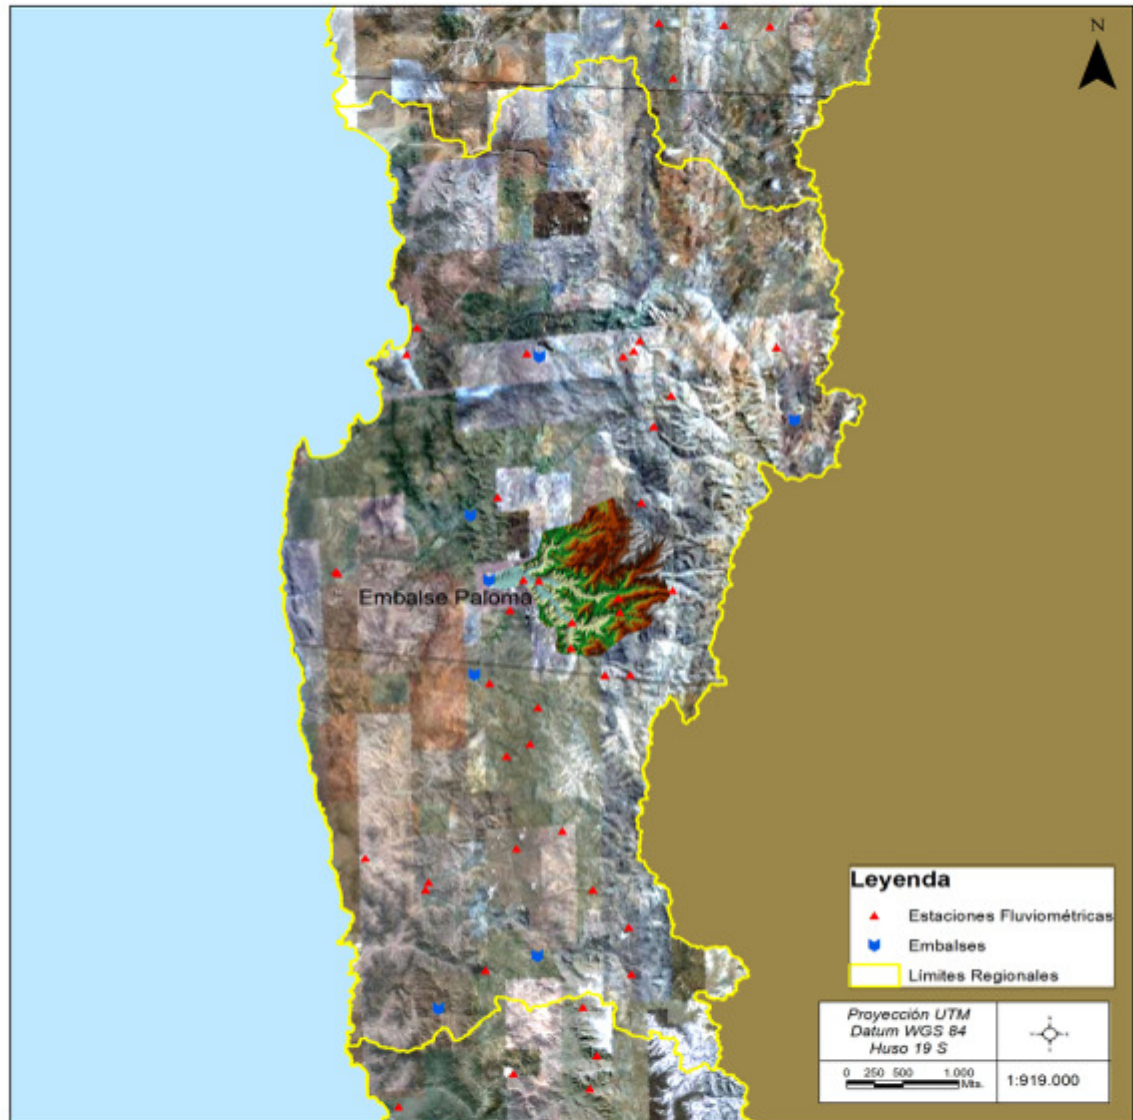 N
Embalse Paloma
Leyenda
Estaciones Fluviométricas
Embalses
Límites Regionales
Proyección UTM
Datum WGS 84
Huso 19 S
0 250 500 1.000
Mts.
1:919.000